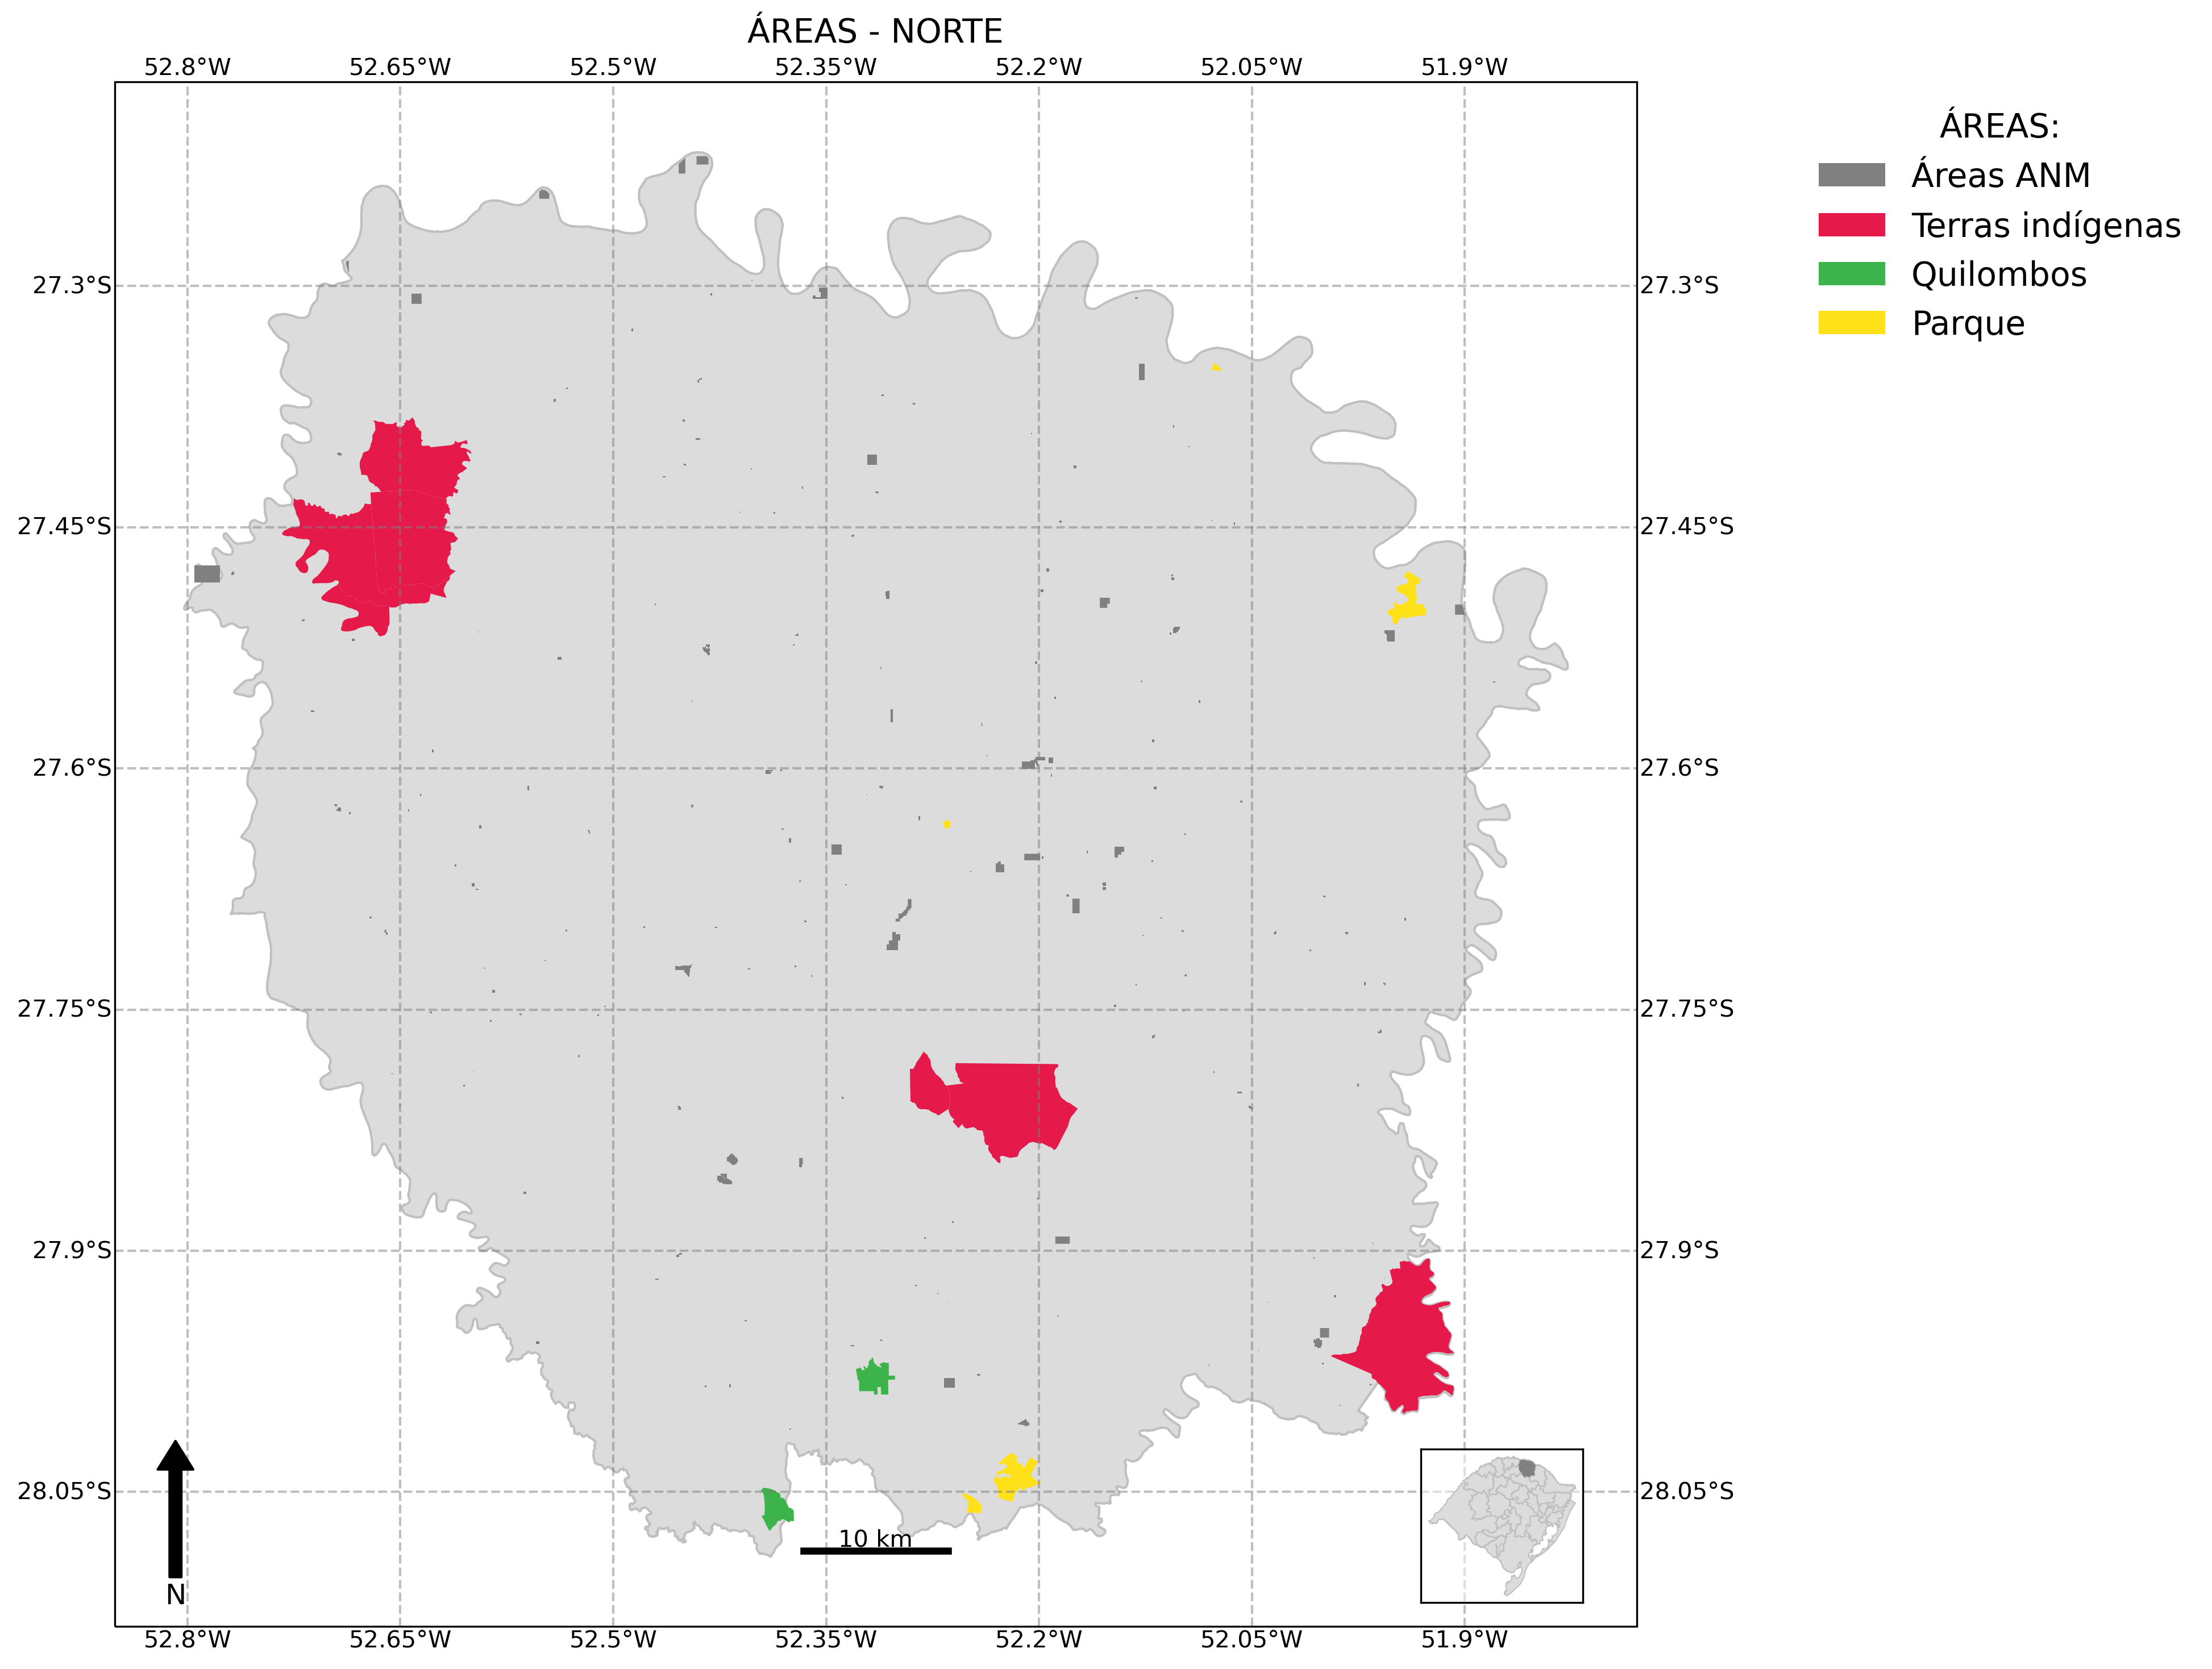 ÁREAS - NORTE
52.8°W 52.65°W 52.5°W 52.35°W 52.2°W 52.05°W 51.9°W
ÁREAS:
Áreas ANM
Terras indígenas
Quilombos
Parque
27.3°S 27.3°S
27.45°S 27.45°S
27.6°S 27.6°S
27.75°S 27.75°S
27.9°S 27.9°S
28.05°S 28.05°S
10 km
N
52.8°W 52.65°W 52.5°W 52.35°W 52.2°W 52.05°W 51.9°W